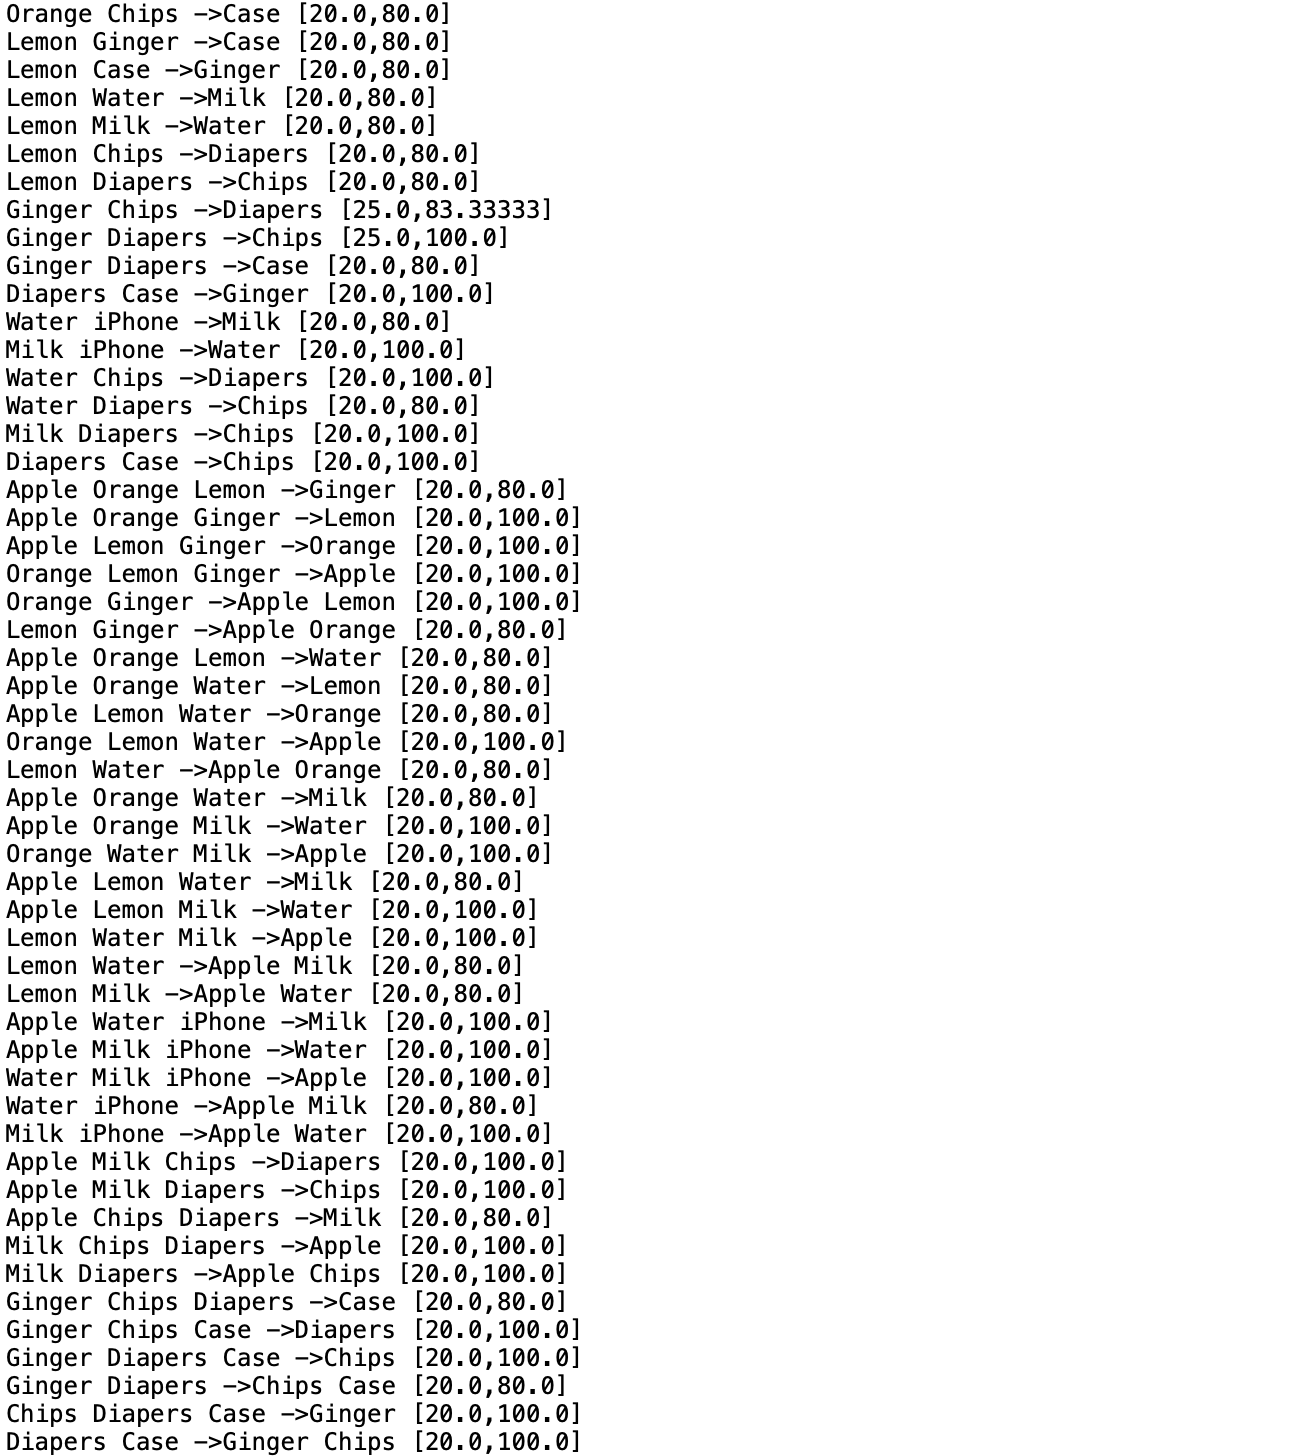 Orange Chips ->Case [20.0,80.0]
Lemon Ginger ->Case [20.0,80.0]
Lemon Case ->Ginger [20.0,80.0]
Lemon Water ->Milk [20.0,80.0]
Lemon Milk ->Water [20.0,80.0]
Lemon Chips ->Diapers [20.0,80.0]
Lemon Diapers ->Chips [20.0,80.0]
Ginger Chips ->Diapers [25.0,83.33333]
Ginger Diapers ->Chips [25.0,100.0]
Ginger Diapers ->Case [20.0,80.0]
Diapers Case ->Ginger [20.0,100.0]
Water iPhone ->Milk [20.0,80.0]
Milk iPhone ->Water [20.0,100.0]
Water Chips ->Diapers [20.0,100.0]
Water Diapers ->Chips [20.0,80.0]
Milk Diapers ->Chips [20.0,100.0]
Diapers Case ->Chips [20.0,100.0]
Apple Orange Lemon ->Ginger [20.0,80.0]
Apple Orange Ginger ->Lemon [20.0,100.0]
Apple Lemon Ginger ->Orange [20.0,100.0]
Orange Lemon Ginger ->Apple [20.0,100.0]
Orange Ginger ->Apple Lemon [20.0,100.0]
Lemon Ginger ->Apple Orange [20.0,80.0]
Apple Orange Lemon ->Water [20.0,80.0]
Apple Orange Water ->Lemon [20.0,80.0]
Apple Lemon Water ->Orange [20.0,80.0]
Orange Lemon Water ->Apple [20.0,100.0]
Lemon Water ->Apple Orange [20.0,80.0]
Apple Orange Water ->Milk [20.0,80.0]
Apple Orange Milk ->Water [20.0,100.0]
Orange Water Milk ->Apple [20.0,100.0]
Apple Lemon Water ->Milk [20.0,80.0]
Apple Lemon Milk ->Water [20.0,100.0]
Lemon Water Milk ->Apple [20.0,100.0]
Lemon Water ->Apple Milk [20.0,80.0]
Lemon Milk ->Apple Water [20.0,80.0]
Apple Water iPhone ->Milk [20.0,100.0]
Apple Milk iPhone ->Water [20.0,100.0]
Water Milk iPhone ->Apple [20.0,100.0]
Water iPhone ->Apple Milk [20.0,80.0]
Milk iPhone ->Apple Water [20.0,100.0]
Apple Milk Chips ->Diapers [20.0,100.0]
Apple Milk Diapers ->Chips [20.0,100.0]
Apple Chips Diapers ->Milk [20.0,80.0]
Milk Chips Diapers ->Apple [20.0,100.0]
Milk Diapers ->Apple Chips [20.0,100.0]
Ginger Chips Diapers ->Case [20.0,80.0]
Ginger Chips Case ->Diapers [20.0,100.0]
Ginger Diapers Case ->Chips [20.0,100.0]
Ginger Diapers ->Chips Case [20.0,80.0]
Chips Diapers Case ->Ginger [20.0,100.0]
Diapers Case ->Ginger Chips [20.0,100.0]